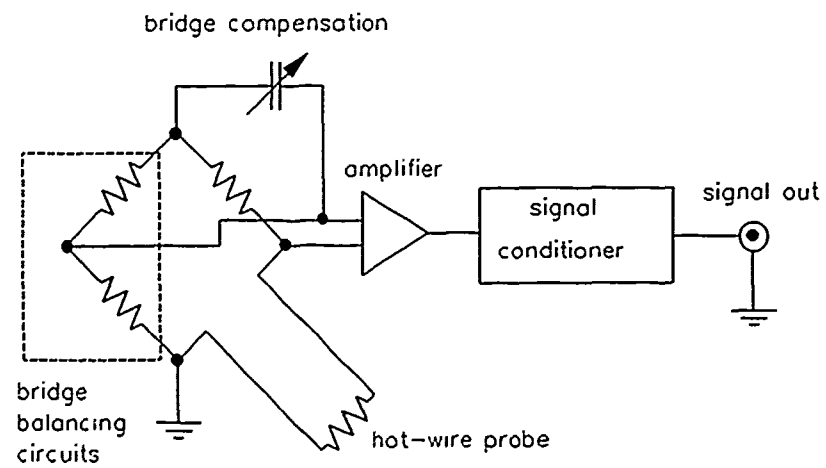 bridge compensation
amplifier
signal
conditioner
signal out
bridge
balancing
circuits
hot-wire probe